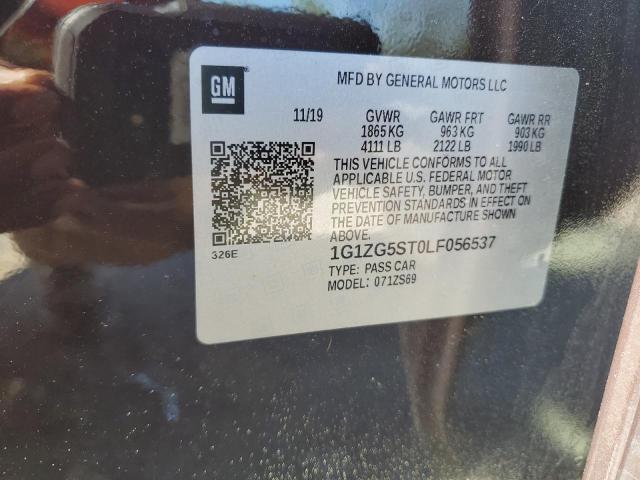 GM
MFD BY GENERAL MOTORS LLC
11/19 GVWR GAWR FRT GAWR RR
1865 KG 963 KG 903 KG
4111 LB 2122 LB 1990 LB
THIS VEHICLE CONFORMS TO ALL
APPLICABLE U.S. FEDERAL MOTOR
VEHICLE SAFETY, BUMPER, AND THEFT
PREVENTION STANDARDS IN EFFECT ON
THE DATE OF MANUFACTURE SHOWN
ABOVE.
326E
1G1ZG5ST0LF056537
TYPE: PASS CAR
MODEL: 071ZS69